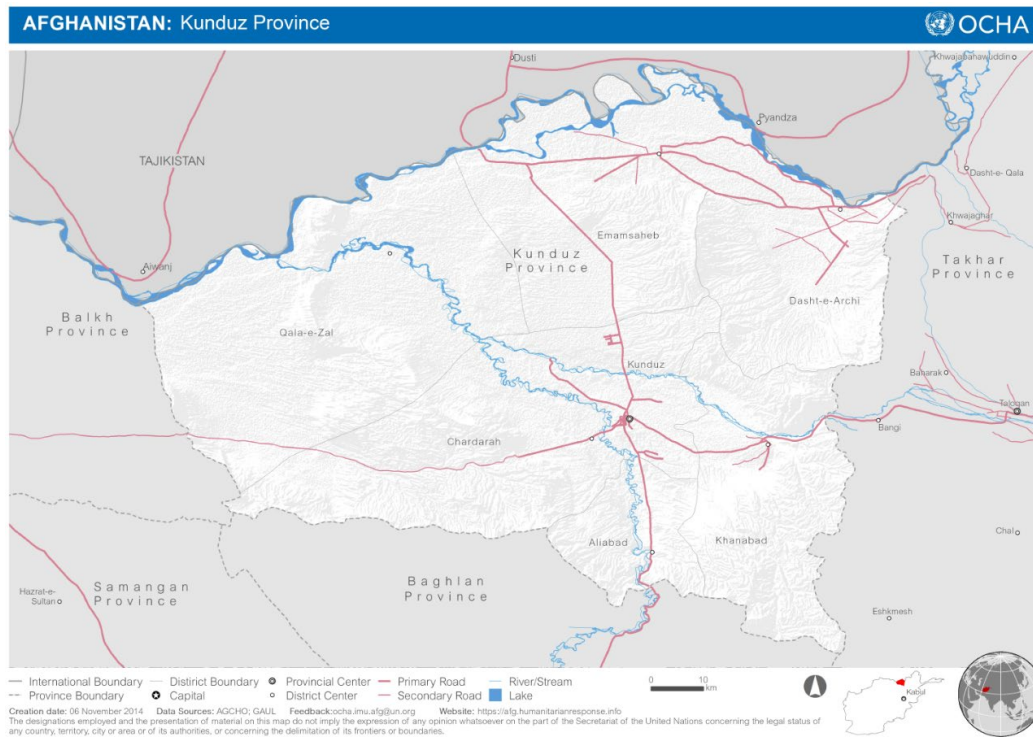 AFGHANISTAN: Kunduz Province
OCHA
Dusti
Khwajabahawuddin
Pyandza
TAJIKISTAN
Dasht-e- Qala
Khwajaghar
Emamsaheb
Kunduz
Province
Takhar
Province
Aiwanj
Dasht-e-Archi
Balkh
Province
Qala-e-Zal
Kunduz
Baharak
Taloqan
Bangi
Chardarah
Aliabad
Khanabad
Chal
Baghlan
Province
Samangan
Province
Hazrat-e-
Sultan
Eshkmesh
International Boundary
District Boundary
Provincial Center
Primary Road
River/Stream
Province Boundary
Capital
District Center
Secondary Road
Lake
0 10
km
Kabul
Creation date: 06 November 2014 Data Sources: AGCHO; GAUL Feedback:ocha.imu.afg@un.org Website: https://afg.humanitarianresponse.info
The designations employed and the presentation of material on this map do not imply the expression of any opinion whatsoever on the part of the Secretariat of the United Nations concerning the legal status of
any country, territory, city or area or of its authorities, or concerning the delimitation of its frontiers or boundaries.